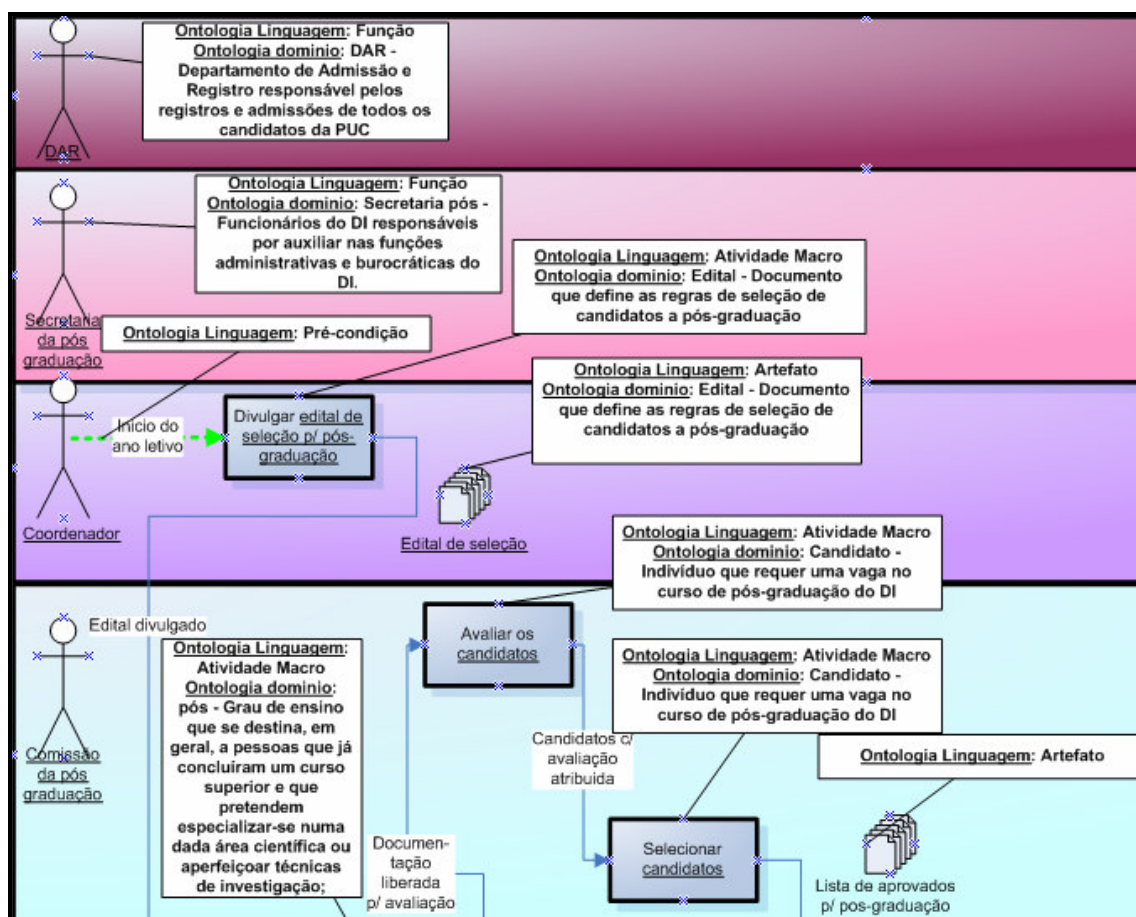 Ontologia Linguagem: Função
Ontologia dominio: DAR -
Departamento de Admissão e
Registro responsável pelos
registros e admissões de todos os
candidatos da PUC
DAR
Ontologia Linguagem: Função
Ontologia dominio: Secretaria pós -
Funcionários do DI responsáveis
por auxiliar nas funções
administrativas e burocráticas do
DI.
Secretaria
da pós
graduação
Ontologia Linguagem: Pré-condição
Ontologia Linguagem: Atividade Macro
Ontologia dominio: Edital - Documento
que define as regras de seleção de
candidatos a pós-graduação
Ontologia Linguagem: Artefato
Ontologia dominio: Edital - Documento
que define as regras de seleção de
candidatos a pós-graduação
Inicio do
ano letivo
Divulgar edital de
seleção p/ pós-
graduação
Coordenador
Edital de seleção
Ontologia Linguagem: Atividade Macro
Ontologia dominio: Candidato -
Indivíduo que requer uma vaga no
curso de pós-graduação do DI
Edital divulgado
Comissão
da pós
graduação
Ontologia Linguagem:
Atividade Macro
Ontologia dominio:
pós - Grau de ensino
que se destina, em
geral, a pessoas que já
concluíram um curso
superior e que
pretendem
especializar-se numa
dada área científica ou
aperfeiçoar técnicas
de investigação;
Avaliar os
candidatos
Ontologia Linguagem: Atividade Macro
Ontologia dominio: Candidato -
Indivíduo que requer uma vaga no
curso de pós-graduação do DI
Candidatos c/
avaliação
atribuida
Ontologia Linguagem: Artefato
Documen-
tação
liberada
p/ avaliação
Selecionar
candidatos
Lista de aprovados
p/ pos-graduação